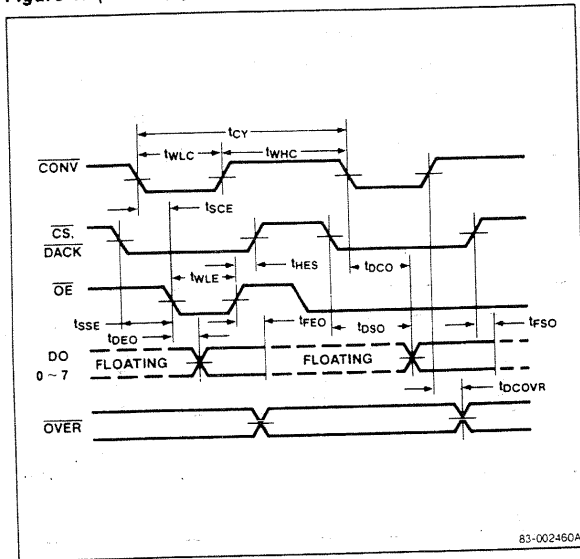 tCY
tWLC
tWHC
CONV
tSCE
CS,
DACK
tHES
tDCO
tWLE
OE
tSSE
tFEO
tDSO
tFSO
tDEO
DO
0 ~ 7
FLOATING
FLOATING
tDCOVR
OVER
83-002460A